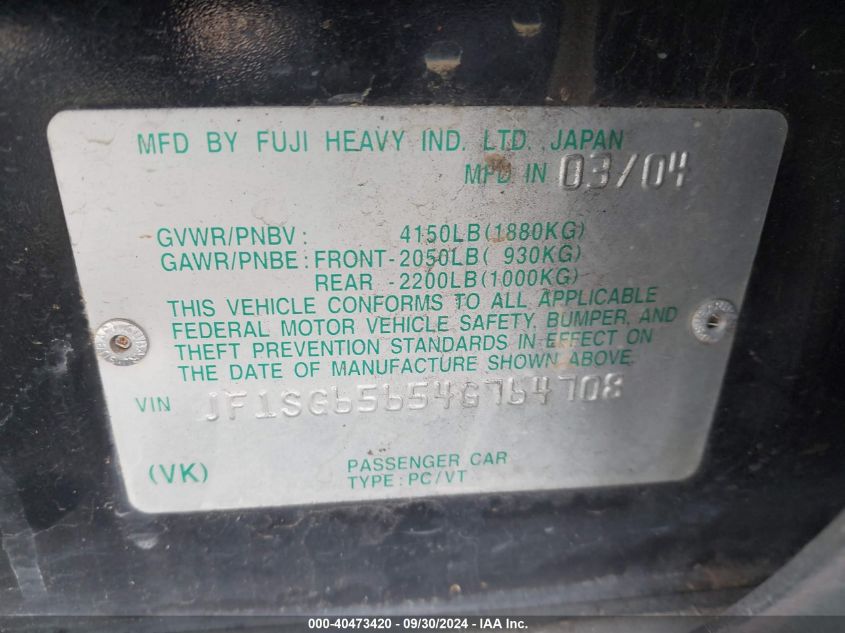 MFD BY FUJI HEAVY IND. LTD. JAPAN
MFD IN 03/04
GVWR/PNBV: 4150LB(1880KG)
GAWR/PNBE: FRONT-2050LB( 930KG)
REAR -2200LB(1000KG)
THIS VEHICLE CONFORMS TO ALL APPLICABLE
FEDERAL MOTOR VEHICLE SAFETY BUMPER, AND
THEFT PREVENTION STANDARDS IN EFFECT ON
THE DATE OF MANUFACTURE SHOWN ABOVE.
VIN JF1SG65654G764708
(VK) PASSENGER CAR
TYPE:PC/VT
000-40473420 - 09/30/2024 - IAA Inc.